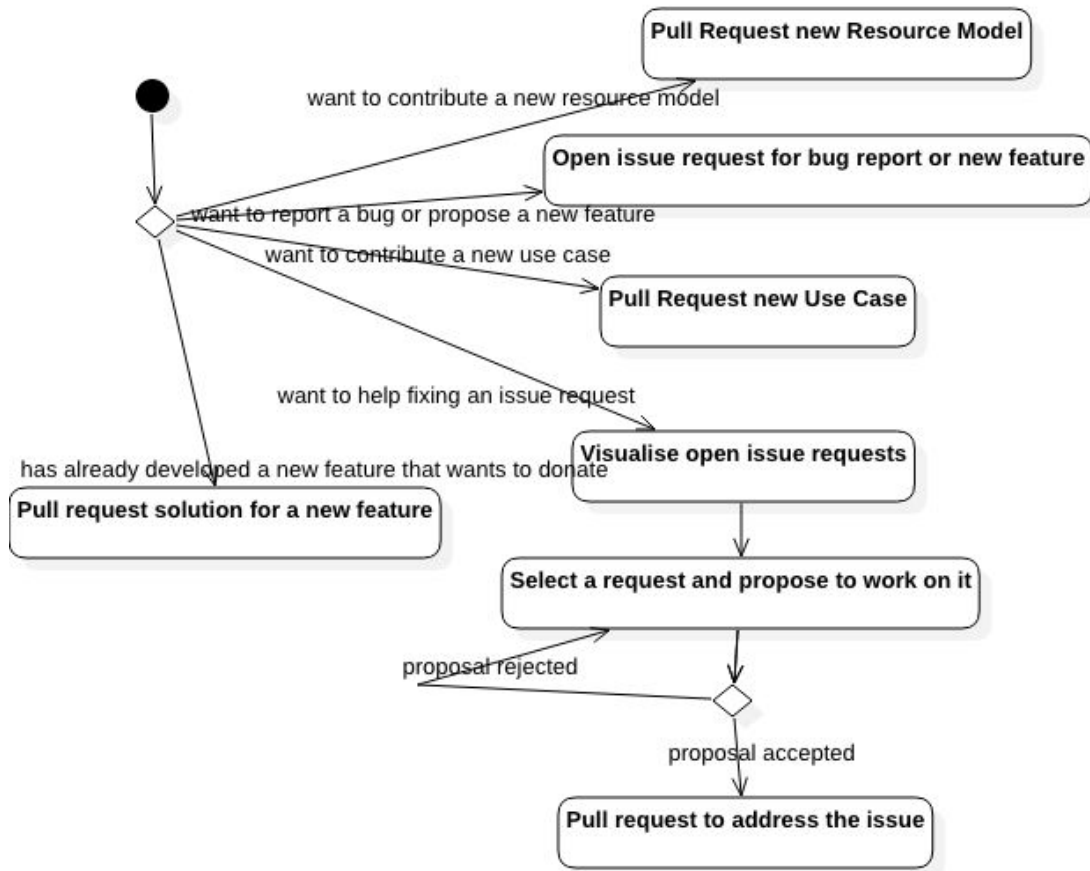 Pull Request new Resource Model
want to contribute a new resource model
Open issue request for bug report or new feature
want to report a bug or propose a new feature
want to contribute a new use case
Pull Request new Use Case
want to help fixing an issue request
Visualise open issue requests
has already developed a new feature that wants to donate
Pull request solution for a new feature
Select a request and propose to work on it
proposal rejected
proposal accepted
Pull request to address the issue